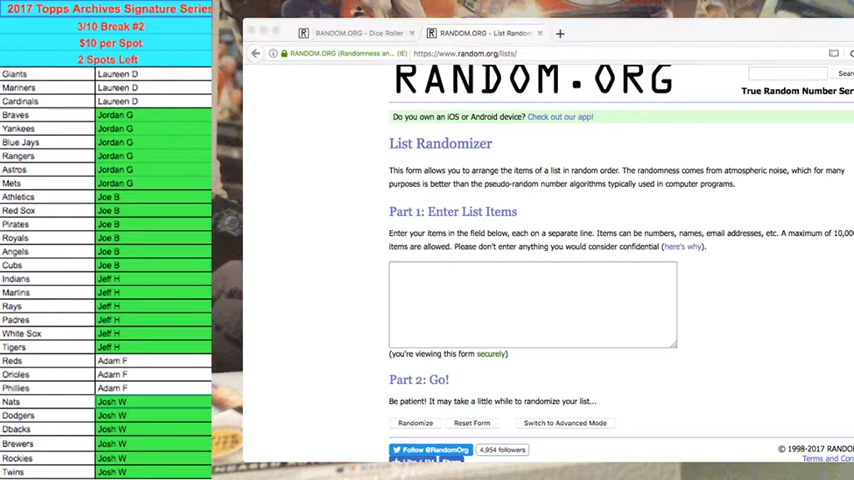 2017 Topps Archives Signature Series
3/10 Break #2
$10 per Spot
2 Spots Left
Giants Laureen D
Mariners Laureen D
Cardinals Laureen D
Braves Jordan G
Yankees Jordan G
Blue Jays Jordan G
Rangers Jordan G
Astros Jordan G
Mets Jordan G
Athletics Joe B
Red Sox Joe B
Pirates Joe B
Royals Joe B
Angels Joe B
Cubs Joe B
Indians Jeff H
Marlins Jeff H
Rays Jeff H
Padres Jeff H
White Sox Jeff H
Tigers Jeff H
Reds Adam F
Orioles Adam F
Phillies Adam F
Nats Josh W
Dodgers Josh W
Dbacks Josh W
Brewers Josh W
Rockies Josh W
Twins Josh W
RANDOM.ORG - Dice Roller
RANDOM.ORG - List Random
RANDOM.ORG (Randomness an... (IE) https://www.random.org/lists/
RANDOM.ORG
Search
True Random Number Ser
Do you own an iOS or Android device? Check out our app!
List Randomizer
This form allows you to arrange the items of a list in random order. The randomness comes from atmospheric noise, which for many
purposes is better than the pseudo-random number algorithms typically used in computer programs.
Part 1: Enter List Items
Enter your items in the field below, each on a separate line. Items can be numbers, names, email addresses, etc. A maximum of 10,00
items are allowed. Please don't enter anything you would consider confidential (here's why).
(you're viewing this form securely)
Part 2: Go!
Be patient! It may take a little while to randomize your list...
Randomize Reset Form Switch to Advanced Mode
Follow @RandomOrg 4,954 followers
© 1998-2017 RANDOM
Terms and Con